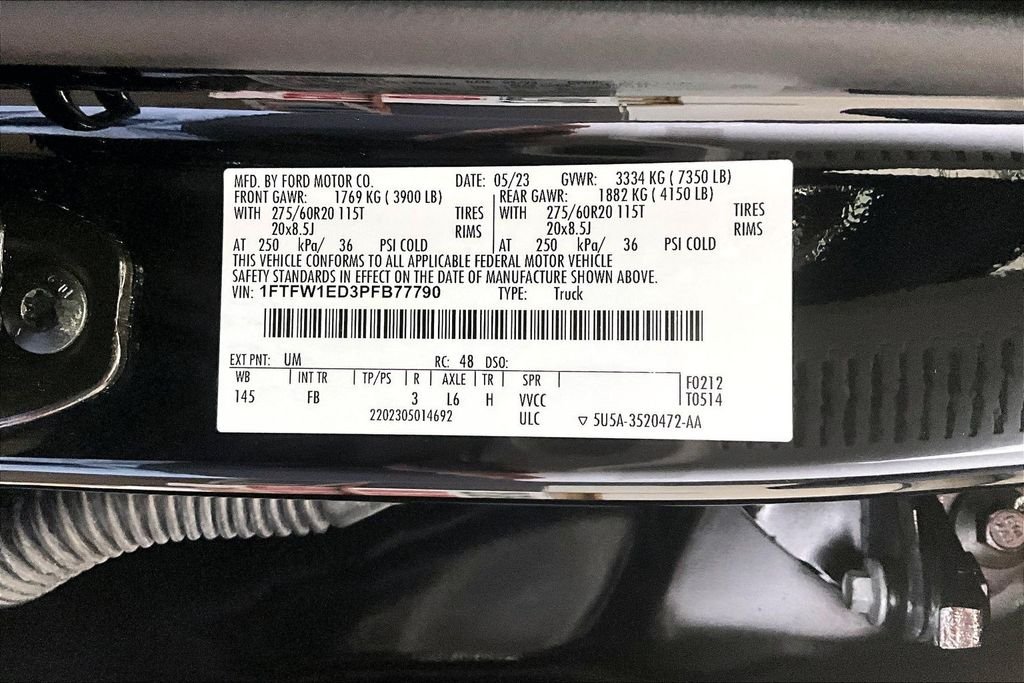 MFD. BY FORD MOTOR CO. DATE: 05/23 GVWR: 3334 KG ( 7350 LB)
FRONT GAWR: 1769 KG ( 3900 LB) REAR GAWR: 1882 KG ( 4150 LB)
WITH 275/60R20 115T TIRES WITH 275/60R20 115T TIRES
20x8.5J RIMS 20x8.5J RIMS
AT 250 kPa/ 36 PSI COLD AT 250 kPa/ 36 PSI COLD
THIS VEHICLE CONFORMS TO ALL APPLICABLE FEDERAL MOTOR VEHICLE
SAFETY STANDARDS IN EFFECT ON THE DATE OF MANUFACTURE SHOWN ABOVE.
VIN: 1FTFW1ED3PFB77790 TYPE: Truck
EXT PNT: UM RC: 48 DSO:
WB INT TR TP/PS R AXLE TR SPR F0212
145 FB 3 L6 H VVCC T0514
2202305014692 ULC ▽ 5U5A-3520472-AA